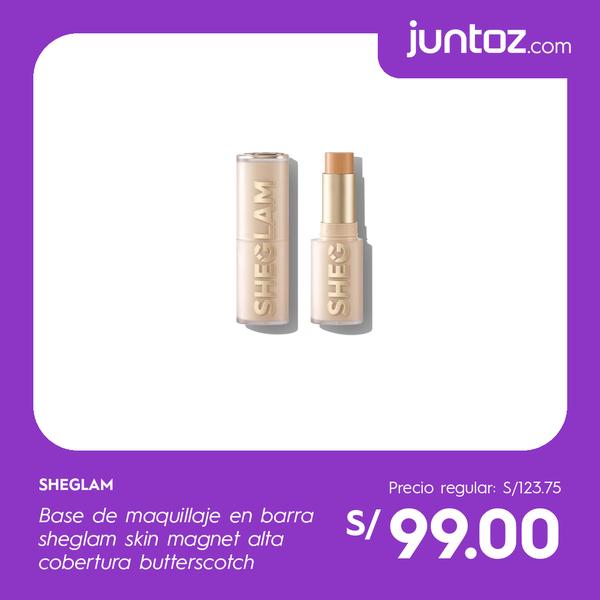 juntoz.com
SHEGLAM
SHEG
SHEGLAM
Base de maquillaje en barra
sheglam skin magnet alta
cobertura butterscotch
Precio regular: S/123.75
S/99.00